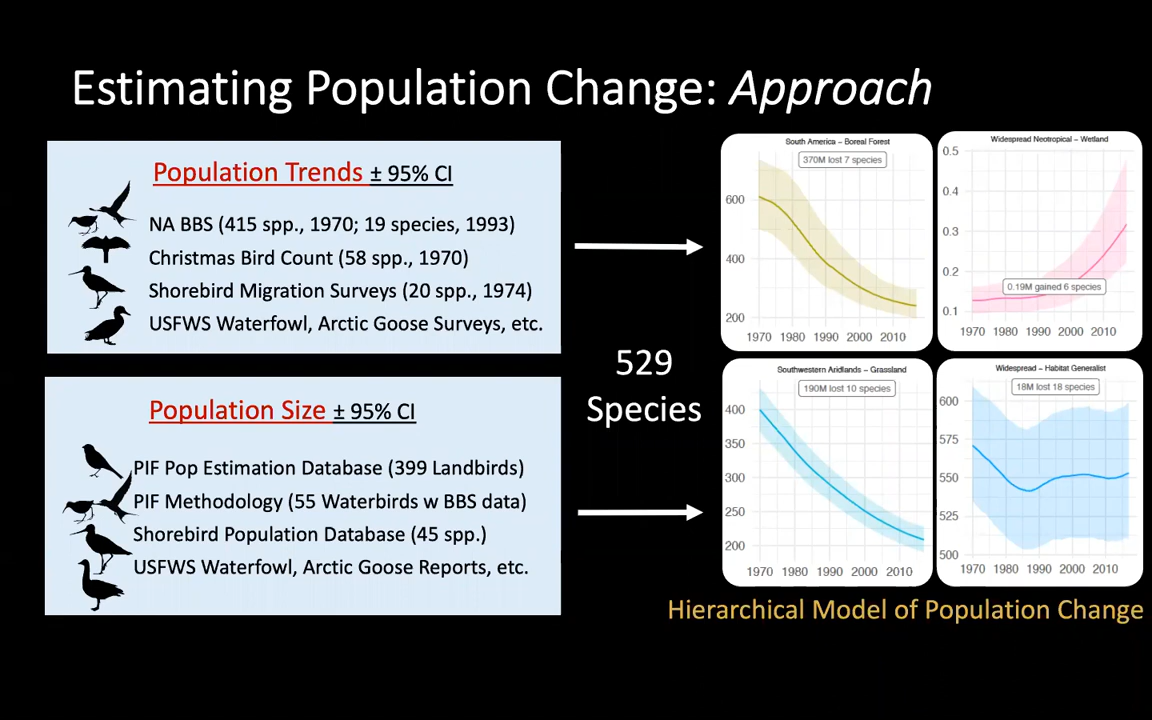 Estimating Population Change: Approach
Population Trends ± 95% CI
NA BBS (415 spp., 1970; 19 species, 1993)
Christmas Bird Count (58 spp., 1970)
Shorebird Migration Surveys (20 spp., 1974)
USFWS Waterfowl, Arctic Goose Surveys, etc.
Population Size ± 95% CI
PIF Pop Estimation Database (399 Landbirds)
PIF Methodology (55 Waterbirds w BBS data)
Shorebird Population Database (45 spp.)
USFWS Waterfowl, Arctic Goose Reports, etc.
529
Species
South America – Boreal Forest
370M lost 7 species
600
400
200
1970 1980 1990 2000 2010
Widespread Neotropical – Wetland
0.5
0.4
0.3
0.2
0.19M gained 6 species
0.1
1970 1980 1990 2000 2010
Southwestern Aridlands – Grassland
190M lost 10 species
400
350
300
250
200
1970 1980 1990 2000 2010
Widespread – Habitat Generalist
18M lost 18 species
600
575
550
525
500
1970 1980 1990 2000 2010
Hierarchical Model of Population Change